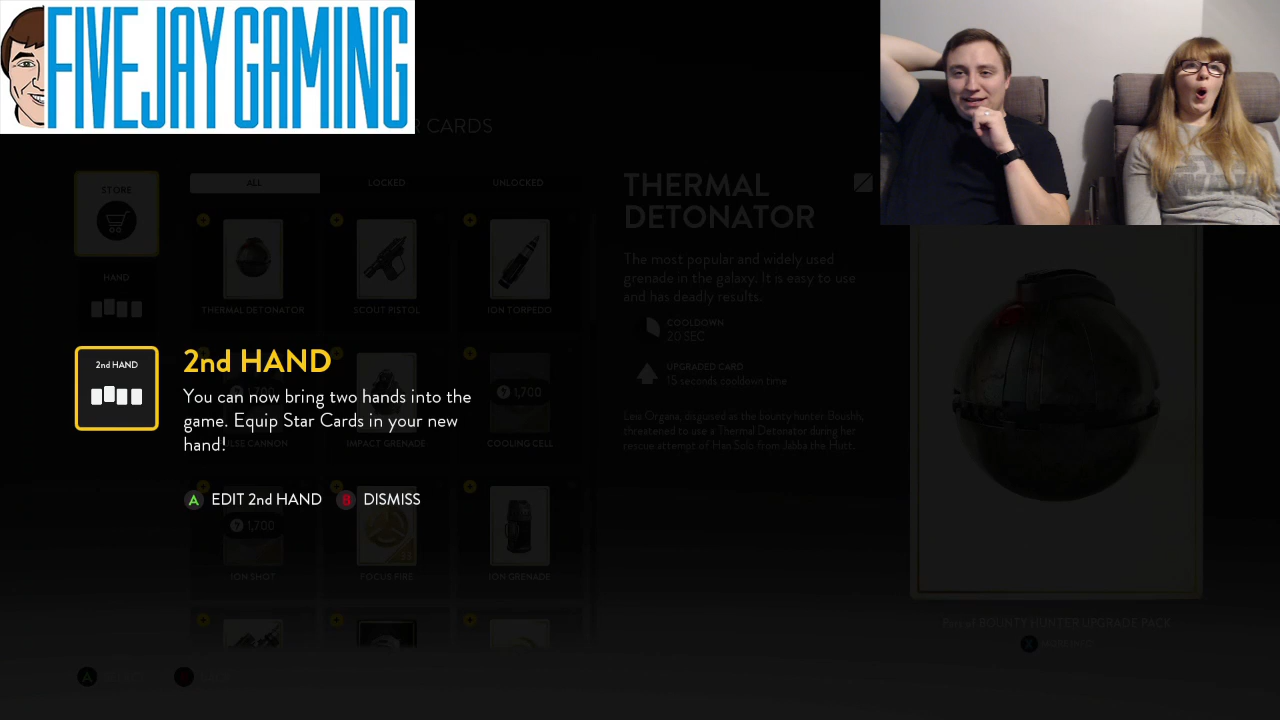 FIVEJAY GAMING
R CARDS
STORE
ALL
LOCKED
UNLOCKED
THERMAL DETONATOR
SCOUT PISTOL
ION TORPEDO
HAND
2nd HAND
2nd HAND
You can now bring two hands into the
game. Equip Star Cards in your new
hand!
A EDIT 2nd HAND B DISMISS
IMPACT GRENADE
1,700
COOLING CELL
1,700
ION SHOT
FOCUS FIRE
ION GRENADE
THERMAL
DETONATOR
The most popular and widely used
grenade in the galaxy. It is easy to use
and has deadly results.
COOLDOWN
20SEC
UPGRADED CARD
15 seconds cooldown time
Leia Organa, disguised as the bounty hunter Boushh,
threatened to use a Thermal Detonator during her
rescue attempt of Han Solo from Jabba the Hutt.
Part of BOUNTY HUNTER UPGRADE PACK
X
A